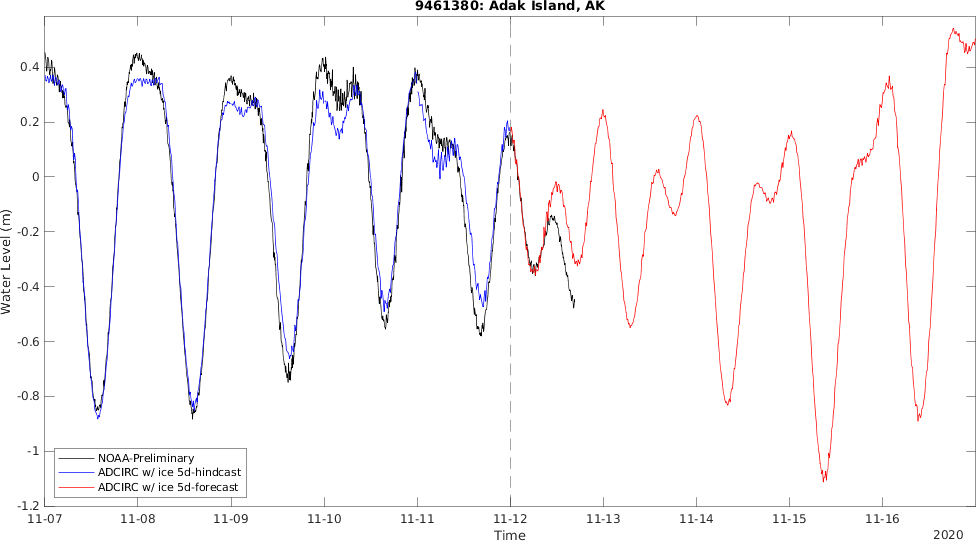 9461380: Adak Island, AK
Water Level (m)
0.4
0.2
0
-0.2
-0.4
-0.6
-0.8
-1
-1.2
NOAA-Preliminary
ADCIRC w/ ice 5d-hindcast
ADCIRC w/ ice 5d-forecast
11-07 11-08 11-09 11-10 11-11 11-12 11-13 11-14 11-15 11-16
Time
2020